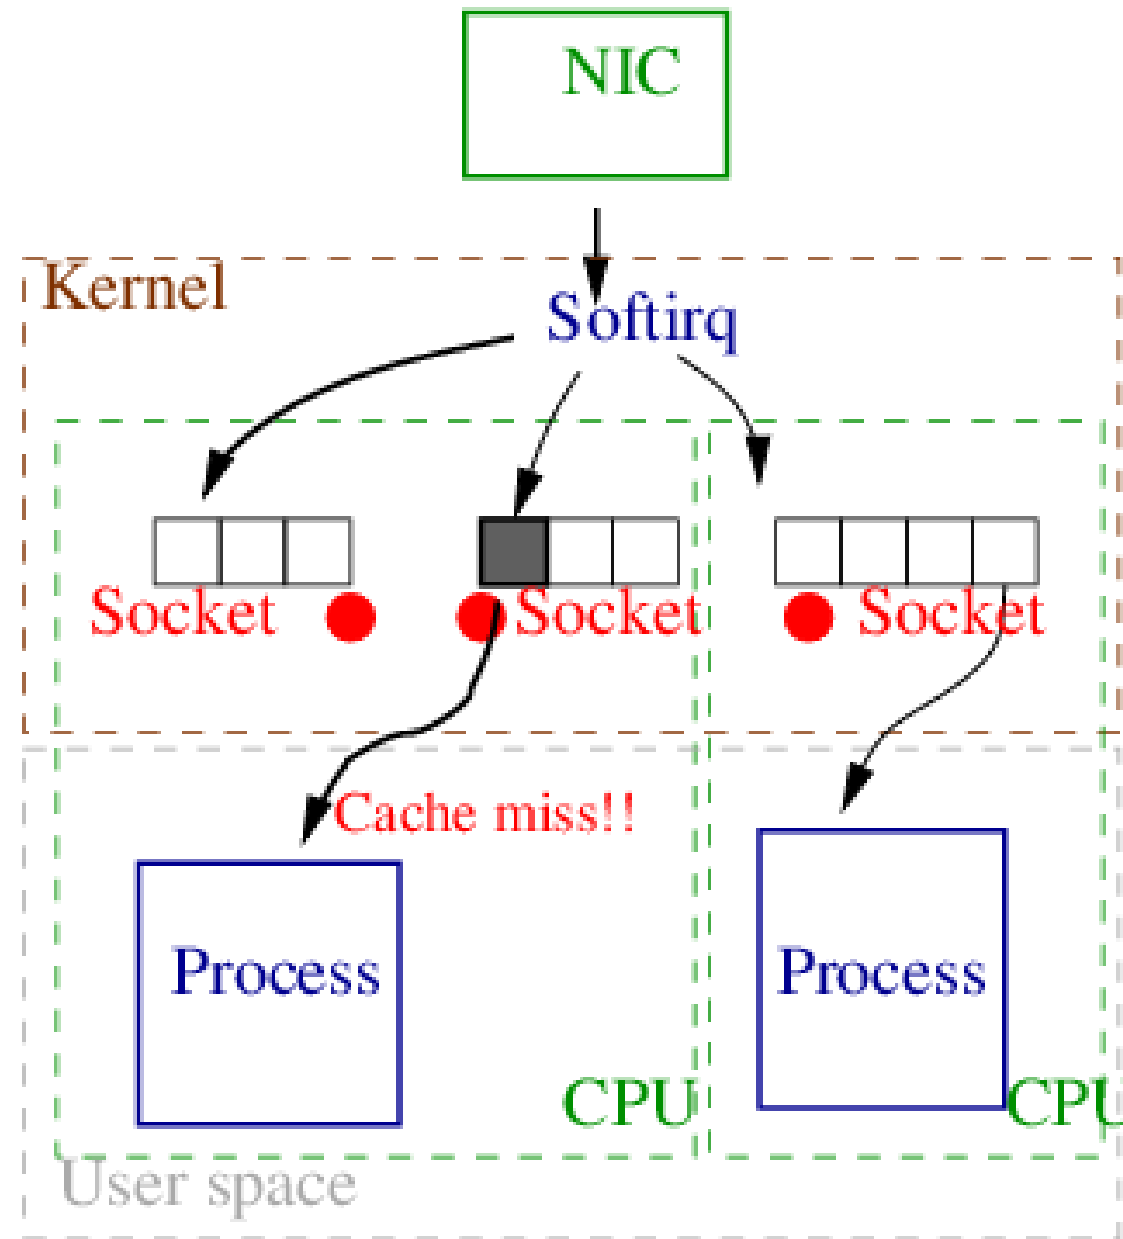 NIC
Kernel
Softirq
Socket
Socket
Socket
Cache miss!!
Process
Process
CPU
CPU
User space